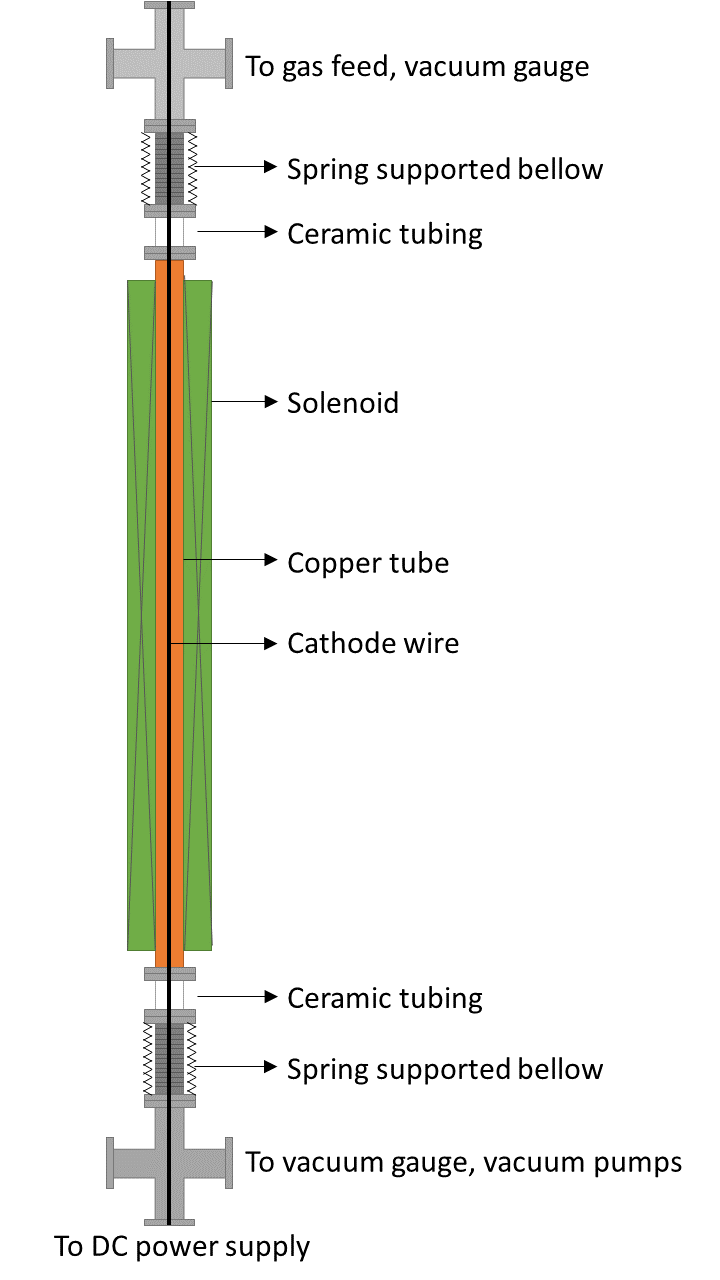 To gas feed, vacuum gauge
Spring supported bellow
Ceramic tubing
Solenoid
Copper tube
Cathode wire
Ceramic tubing
Spring supported bellow
To vacuum gauge, vacuum pumps
To DC power supply